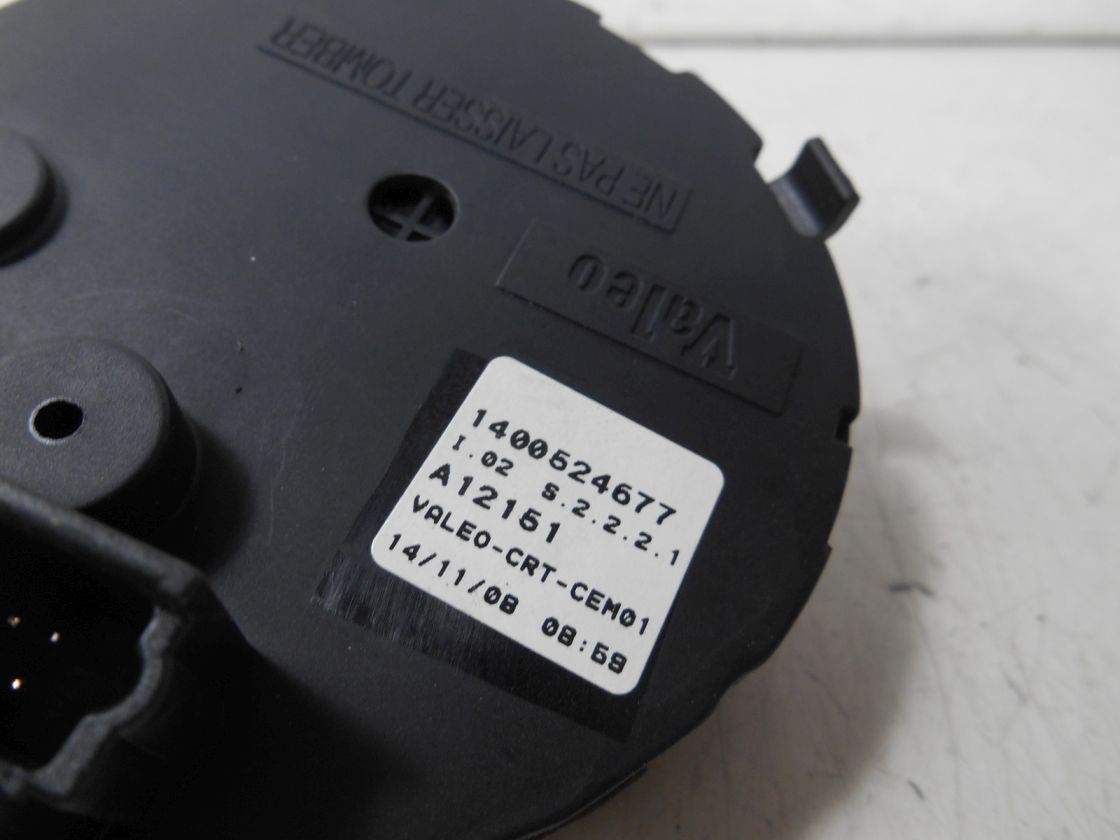 NE PAS LAISSER TOMBER
Valeo
1400524677
I.02 S.2.2.2.1
A12151
VALEO-CRT-CEM01
14/11/08 08:59